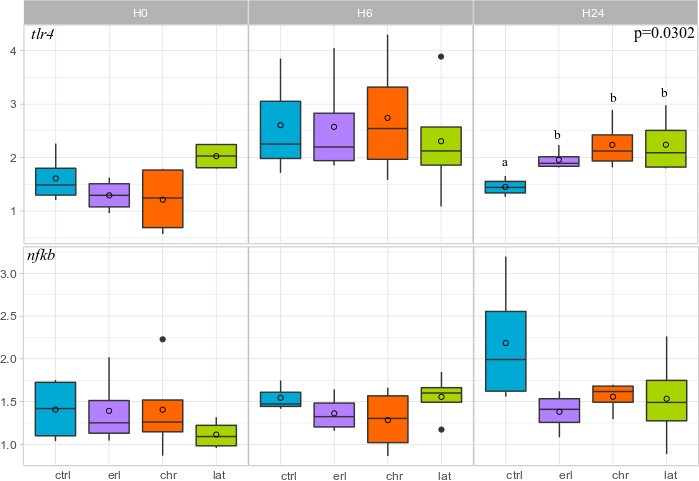 H0 H6 H24
tlr4 p=0.0302
4
3
2
1
a b b b
nfkb
3.0
2.5
2.0
1.5
1.0
ctrl erl chr lat ctrl erl chr lat ctrl erl chr lat